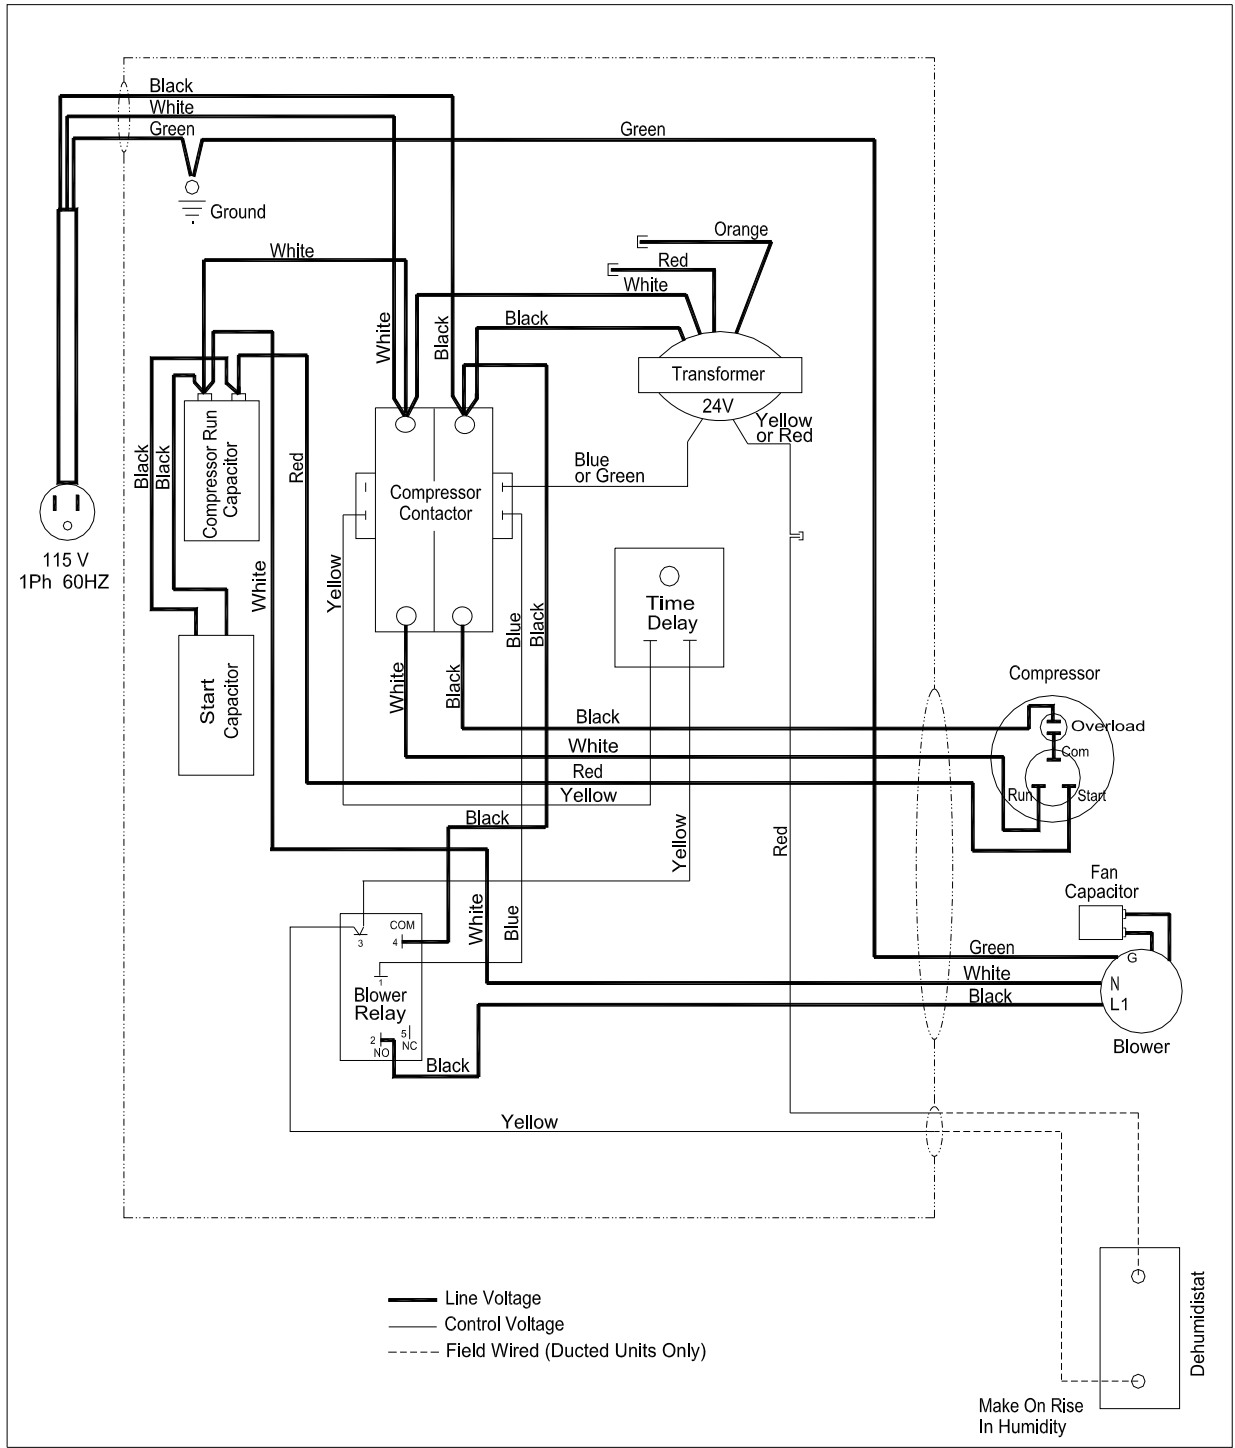 Black
White
Green
Green
Ground
Orange
White
Red
White
Black
White
Black
Transformer
24V
Yellow
or Red
Blue
or Green
Compressor Run
Capacitor
Black
Black
Red
Compressor
Contactor
115 V
1Ph 60HZ
White
Yellow
Time
Delay
Blue
Black
Start
Capacitor
White
Black
Compressor
Black
Overload
White
Com
Red
Run
Start
Yellow
Black
Yellow
Red
Fan
Capacitor
White
Blue
COM
3
4
Green
G
White
N
1
Blower
Relay
Black
L1
2
NO
5
NC
Blower
Black
Yellow
Line Voltage
Control Voltage
Field Wired (Ducted Units Only)
Dehumidistat
Make On Rise
In Humidity